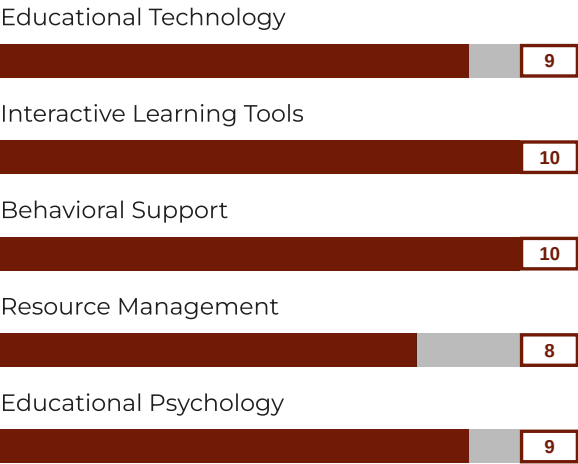 Educational Technology
9
Interactive Learning Tools
10
Behavioral Support
10
Resource Management
8
Educational Psychology
9